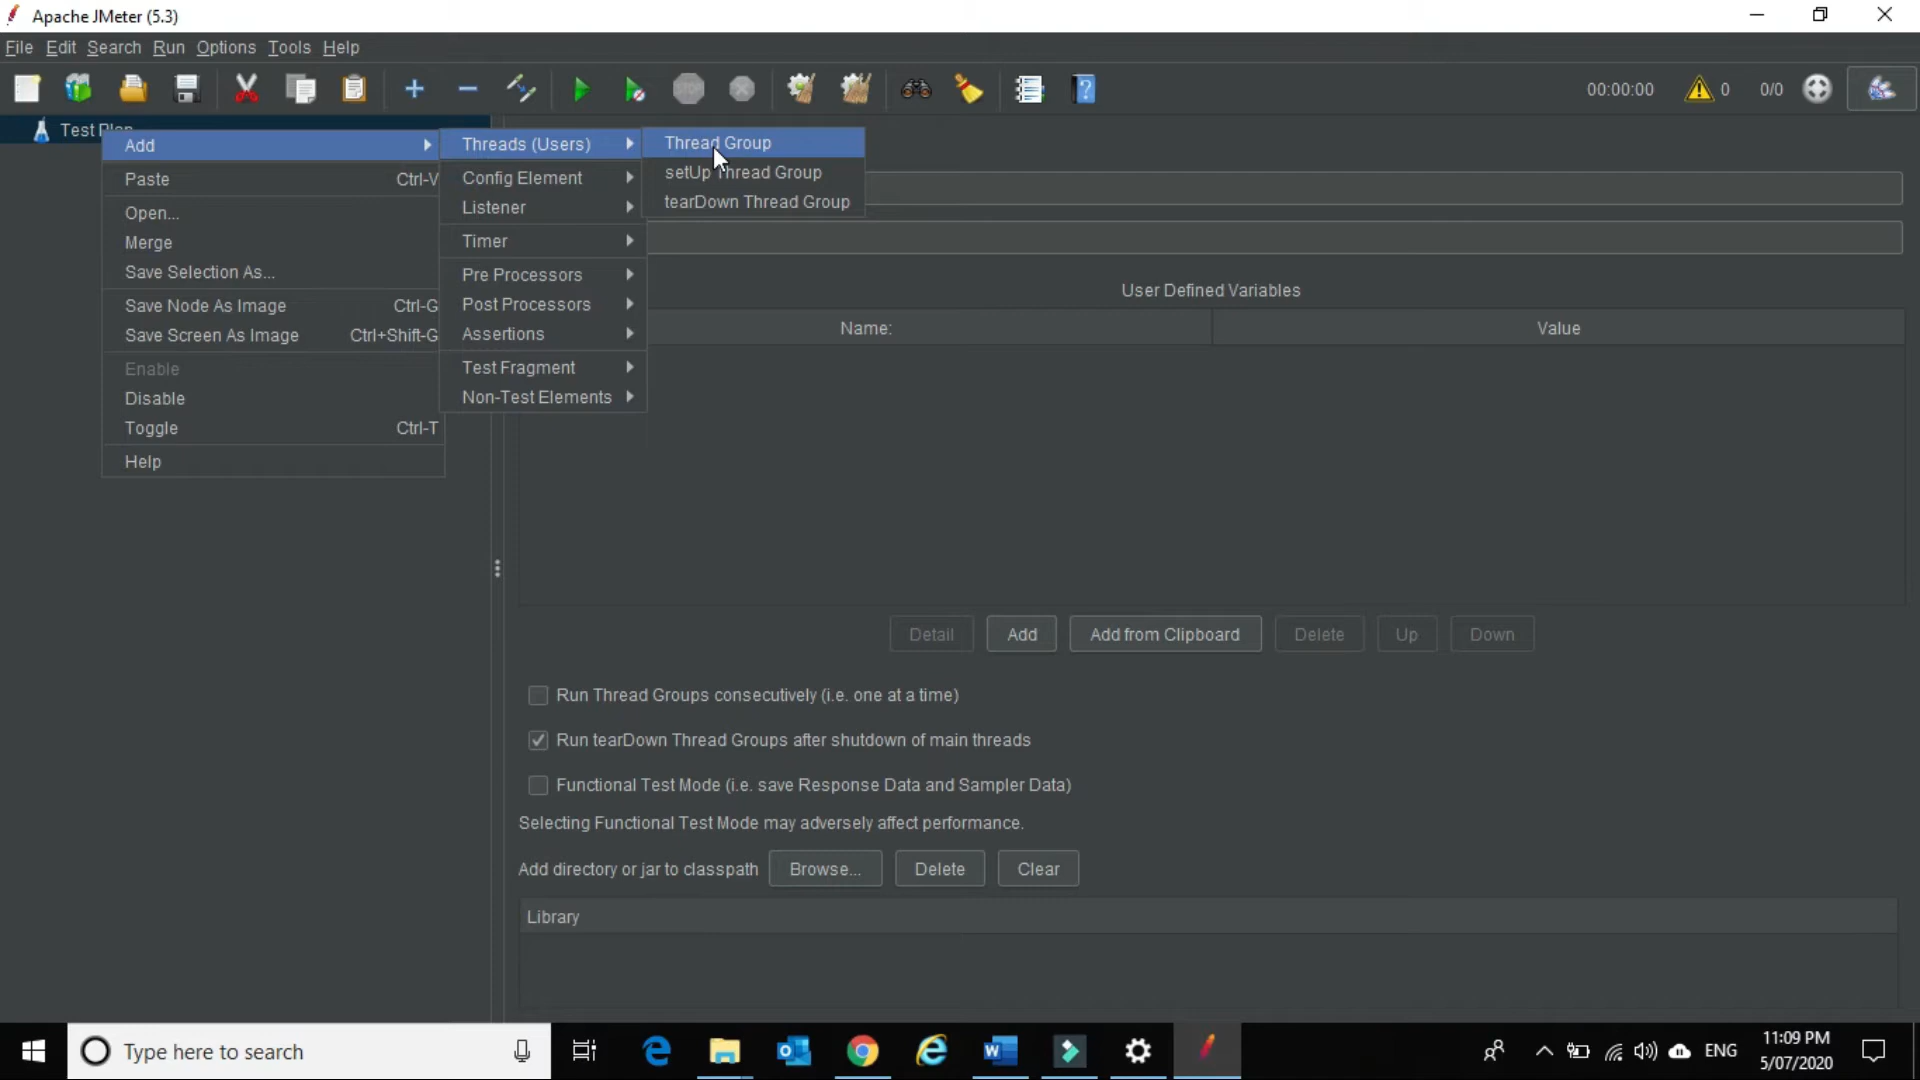 Apache JMeter (5.3)
File Edit Search Run Options Tools Help
STOP
00:00:00 0 0/0
Test Plan
Add Threads (Users) Thread Group
Paste Ctrl-V Config Element setUp Thread Group
Listener tearDown Thread Group
Open...
Merge Timer
Save Selection As... Pre Processors
Save Node As Image Ctrl-G Post Processors
Save Screen As Image Ctrl+Shift-G Assertions
Enable Test Fragment
Disable Non-Test Elements
Toggle Ctrl-T
Help
User Defined Variables
Name: Value
Detail Add Add from Clipboard Delete Up Down
Run Thread Groups consecutively (i.e. one at a time)
Run tearDown Thread Groups after shutdown of main threads
Functional Test Mode (i.e. save Response Data and Sampler Data)
Selecting Functional Test Mode may adversely affect performance.
Add directory or jar to classpath Browse... Delete Clear
Library
Type here to search
ENG
11:09 PM
5/07/2020